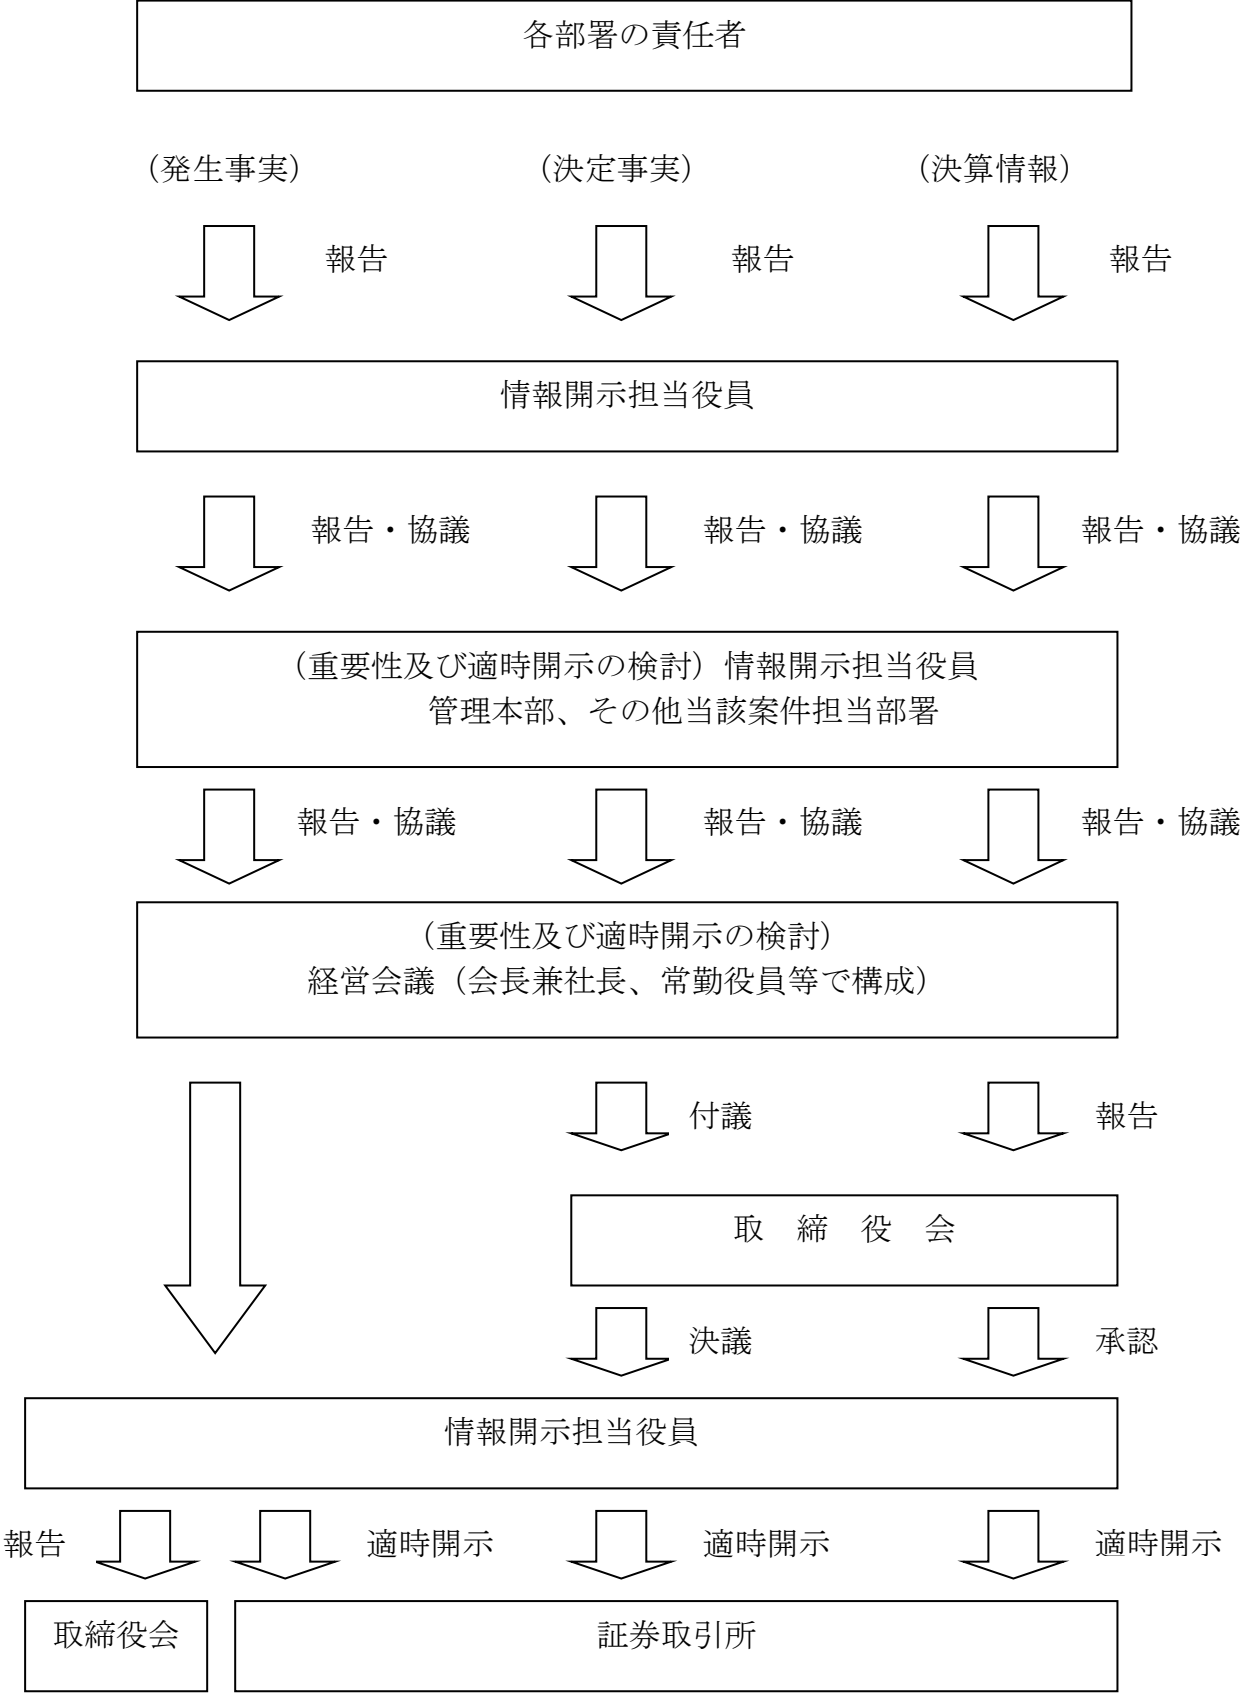 各部署の責任者
（発生事実）　（決定事実）　（決算情報）
報告　報告　報告
情報開示担当役員
報告・協議　報告・協議　報告・協議
（重要性及び適時開示の検討）情報開示担当役員
管理本部、その他当該案件担当部署
報告・協議　報告・協議　報告・協議
（重要性及び適時開示の検討）
経営会議（会長兼社長、常勤役員等で構成）
付議　報告
取　締　役　会
決議　承認
情報開示担当役員
報告　適時開示　適時開示　適時開示
取締役会　証券取引所